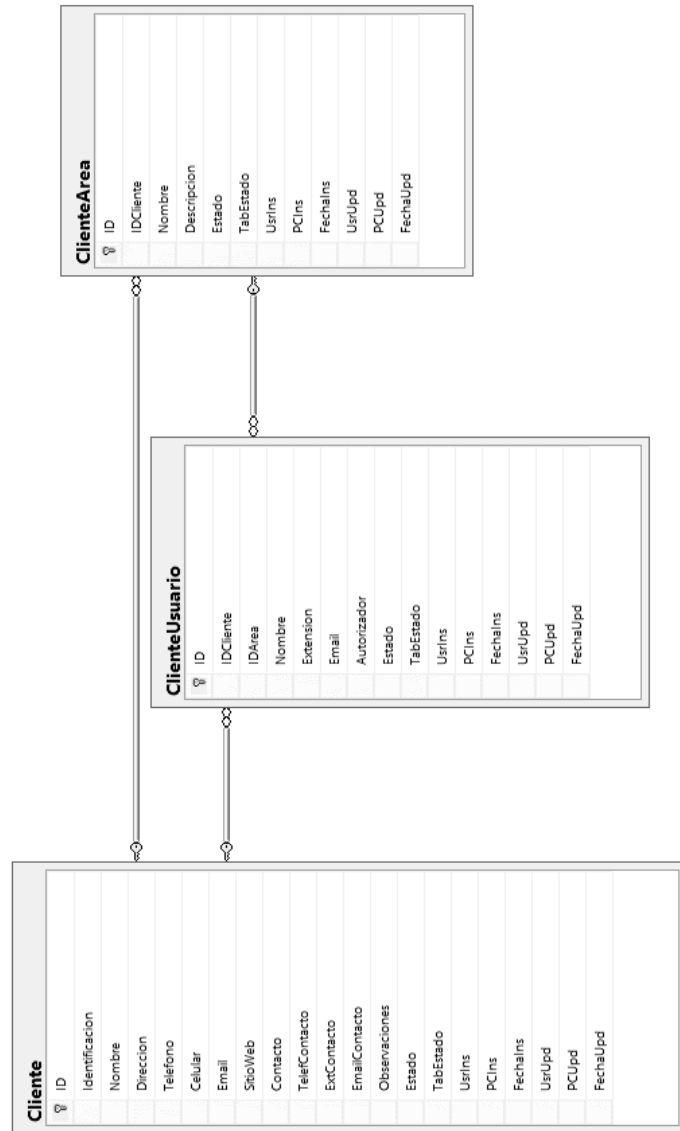 Cliente
ID
Identificacion
Nombre
Direccion
Telefono
Celular
Email
SitioWeb
Contacto
TelefContacto
ExtContacto
EmailContacto
Observaciones
Estado
TabEstado
UsrIns
PCIns
FechaIns
UsrUpd
PCUpd
FechaUpd
ClienteUsuario
ID
IDCliente
IDArea
Nombre
Extension
Email
Autorizador
Estado
TabEstado
UsrIns
PCIns
FechaIns
UsrUpd
PCUpd
FechaUpd
ClienteArea
ID
IDCliente
Nombre
Descripcion
Estado
TabEstado
UsrIns
PCIns
FechaIns
UsrUpd
PCUpd
FechaUpd